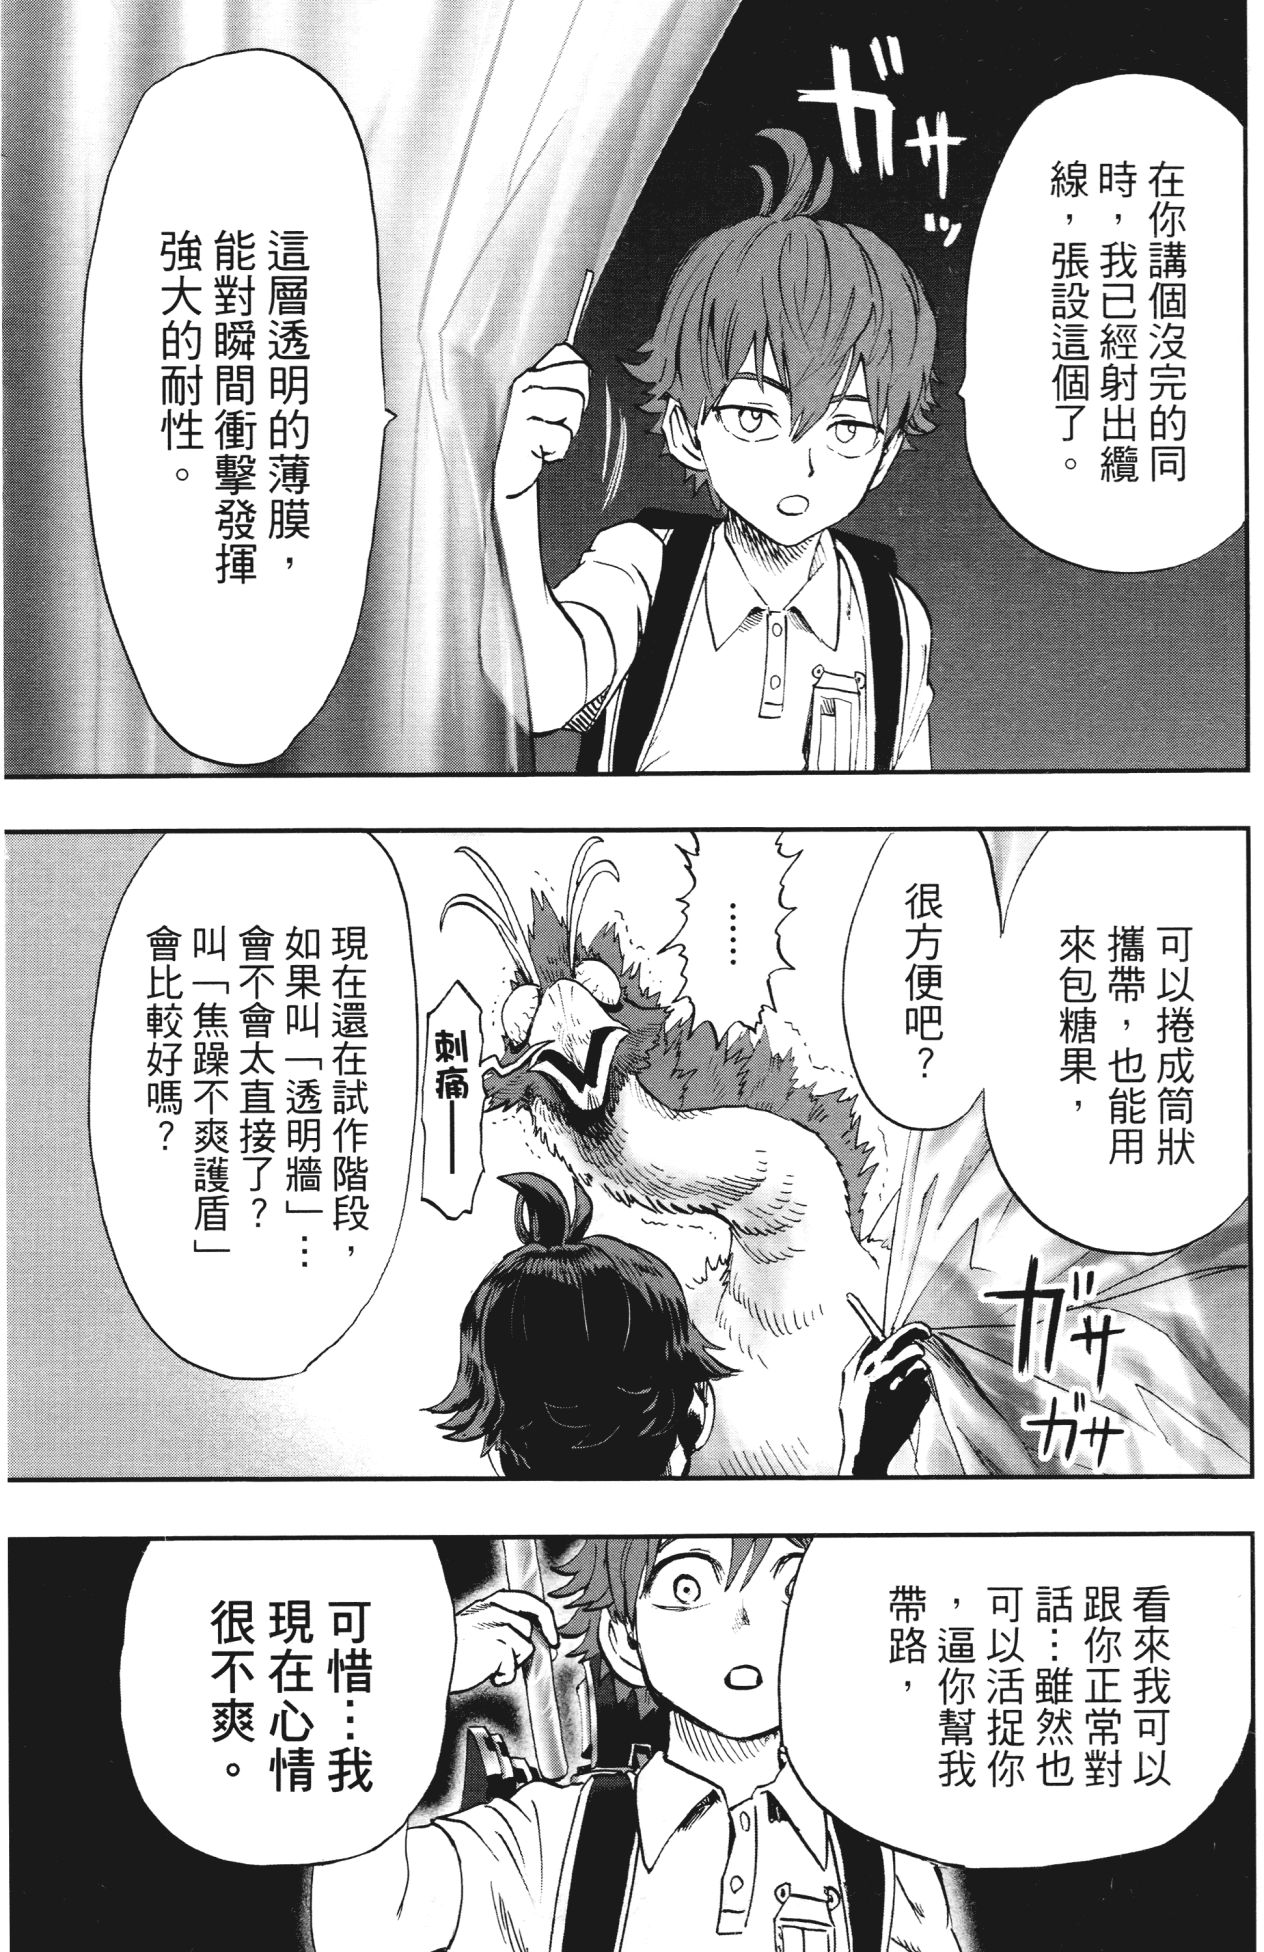 在你講個沒完的同
時，我已經射出纜
線，張設這個了。
ガサガサッ
這層透明的薄膜，
能對瞬間衝擊發揮
強大的耐性。
可以捲成筒狀
攜帶，也能用
來包糖果，
很方便吧？
……
刺痛——
ガサガサ
現在還在試作階段，
如果叫「透明牆」…
會不會太直接了？
叫「焦躁不爽護盾」
會比較好嗎？
看來我可以
跟你正常對
話…雖然也
可以活捉你
，逼你幫我
帶路，
可惜…我
現在心情
很不爽。